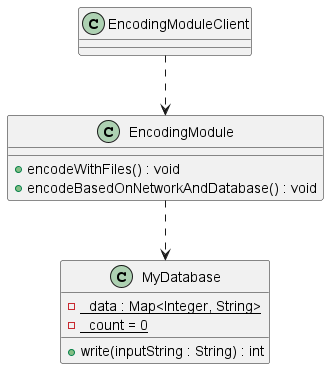 C EncodingModuleClient
C EncodingModule
encodeWithFiles() : void
encodeBasedOnNetworkAndDatabase() : void
C MyDatabase
_data : Map<Integer, String>
_count = 0
write(inputString : String) : int